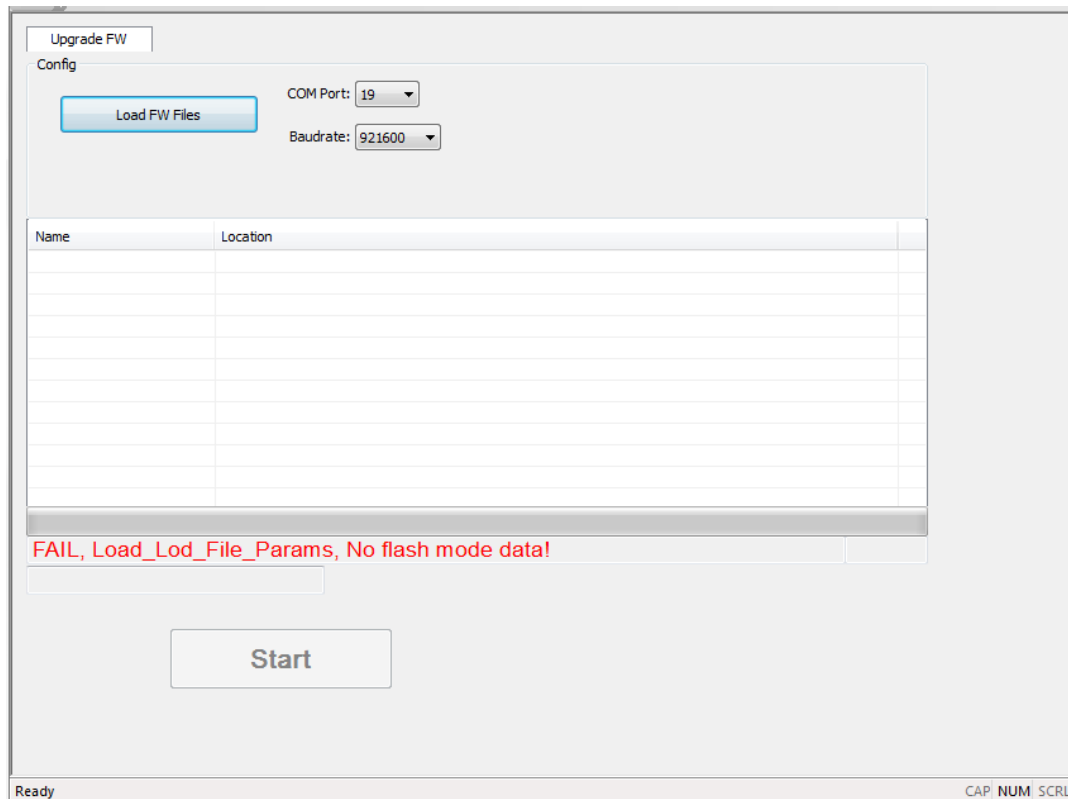 Upgrade FW
Config
Load FW Files
COM Port: 19
Baudrate: 921600
Name Location
FAIL, Load_Lod_File_Params, No flash mode data!
Start
Ready CAP NUM SCRL